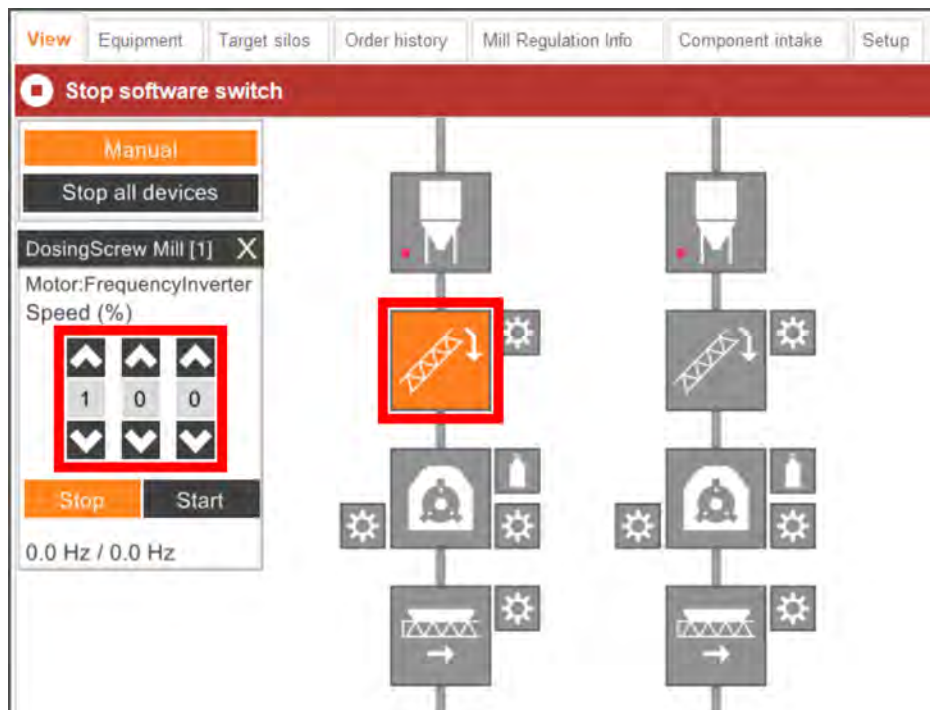 View Equipment Target silos Order history Mill Regulation Info Component intake Setup
Stop software switch
Manual
Stop all devices
DosingScrew Mill [1] X
Motor:FrequencyInverter
Speed (%)
1 0 0
Stop Start
0.0 Hz / 0.0 Hz